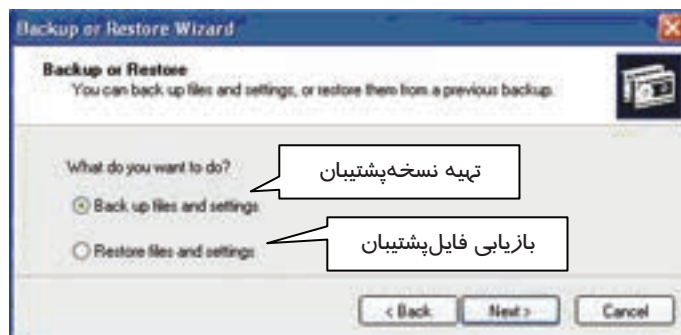 Backup or Restore Wizard
Backup or Restore
You can back up files and settings, or restore them from a previous backup.
What do you want to do?
تهیه نسخه‌پشتیبان
Back up files and settings
بازیابی فایل‌پشتیبان
Restore files and settings
< Back
Next >
Cancel